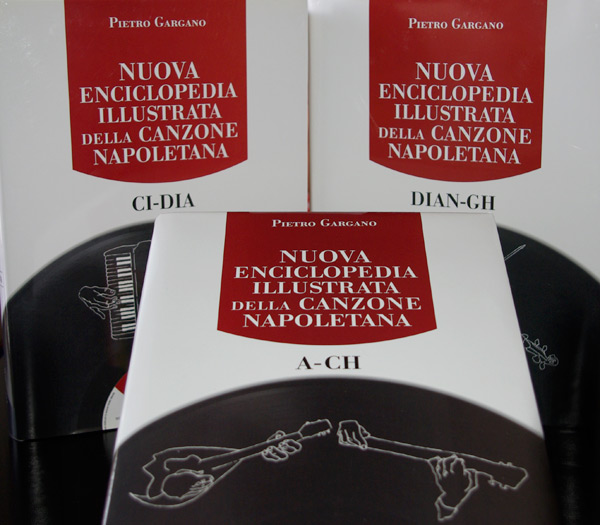 PIETRO GARGANO
NUOVA
ENCICLOPEDIA
ILLUSTRATA
DELLA CANZONE
NAPOLETANA
CI-DIA
PIETRO GARGANO
NUOVA
ENCICLOPEDIA
ILLUSTRATA
DELLA CANZONE
NAPOLETANA
DIAN-GH
PIETRO GARGANO
NUOVA
ENCICLOPEDIA
ILLUSTRATA
DELLA CANZONE
NAPOLETANA
A-CH